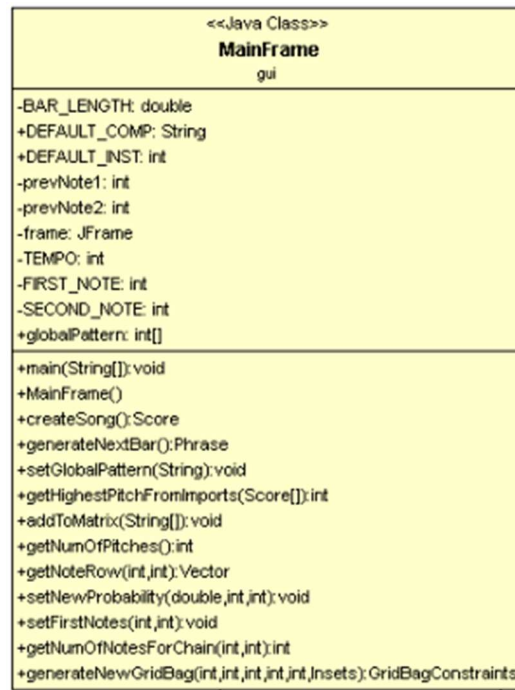 <<Java Class>>
MainFrame
gui
-BAR_LENGTH: double
+DEFAULT_COMP: String
+DEFAULT_INST: int
-prevNote1: int
-prevNote2: int
-frame: JFrame
-TEMPO: int
-FIRST_NOTE: int
-SECOND_NOTE: int
+globalPattern: int[]
+main(String[]):void
+MainFrame()
+createSong():Score
+generateNextBar():Phrase
+setGlobalPattern(String):void
+getHighestPitchFromImports(Score[]):int
+addToMatrix(String[]):void
+getNumOfPitches():int
+getNoteRow(int,int):Vector
+setNewProbability(double,int,int):void
+setFirstNotes(int,int):void
+getNumOfNotesForChain(int,int):int
+generateNewGridBag(int,int,int,int,int,Insets):GridBagConstraints